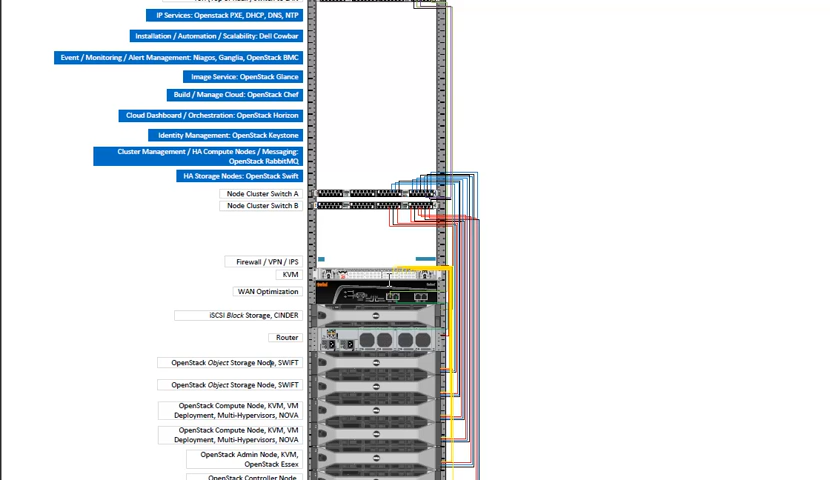 IP Services: Openstack PXE, DHCP, DNS, NTP
Installation / Automation / Scalability: Dell Cowbar
Event / Monitoring / Alert Management: Niagos, Ganglia, OpenStack BMC
Image Service: OpenStack Glance
Build / Manage Cloud: OpenStack Chef
Cloud Dashboard / Orchestration: OpenStack Horizon
Identity Management: OpenStack Keystone
Cluster Management / HA Compute Nodes / Messaging:
OpenStack RabbitMQ
HA Storage Nodes: OpenStack Swift
Node Cluster Switch A
Node Cluster Switch B
Firewall / VPN / IPS
KVM
WAN Optimization
iSCSI Block Storage, CINDER
Router
OpenStack Object Storage Node, SWIFT
OpenStack Object Storage Node, SWIFT
OpenStack Compute Node, KVM, VM
Deployment, Multi-Hypervisors, NOVA
OpenStack Compute Node, KVM, VM
Deployment, Multi-Hypervisors, NOVA
OpenStack Admin Node, KVM,
OpenStack Essex
OpenStack Controller Node,